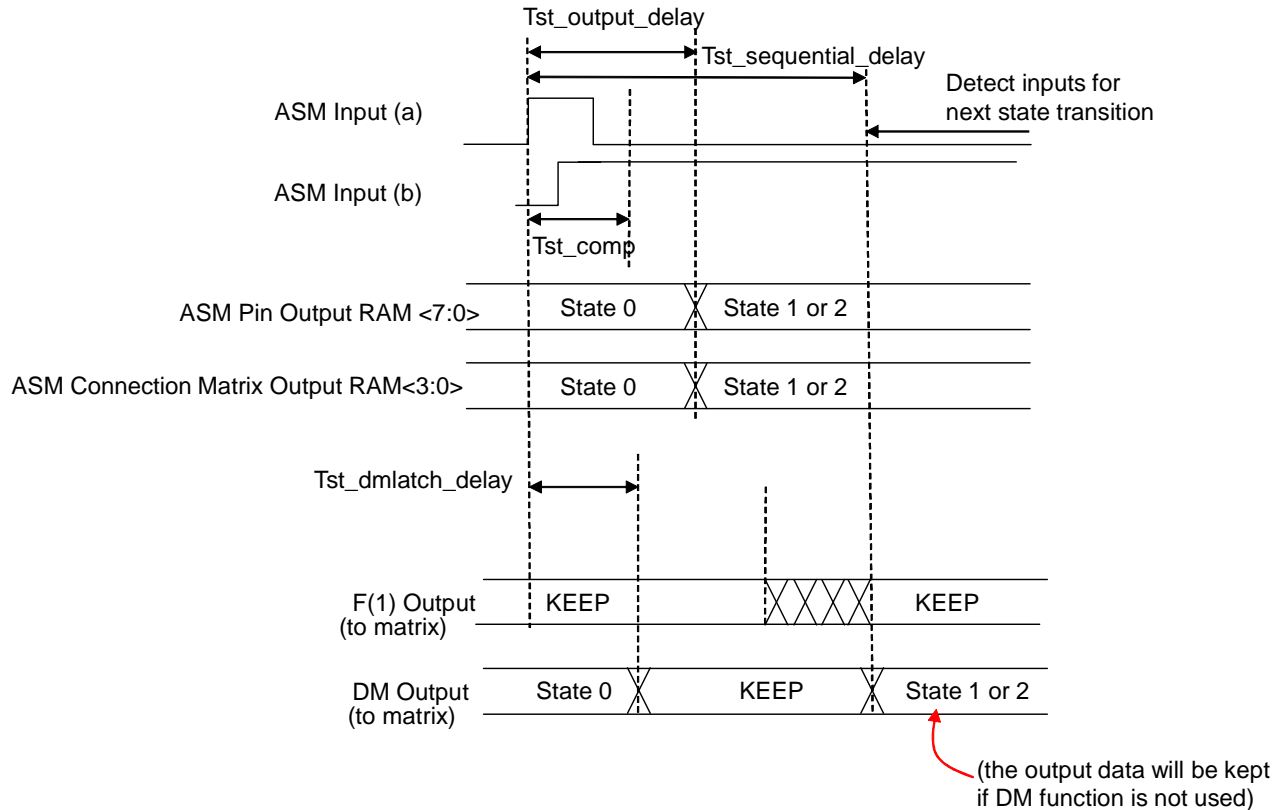 Tst_output_delay
Tst_sequential_delay
Detect inputs for
next state transition
ASM Input (a)
ASM Input (b)
Tst_comp
ASM Pin Output RAM <7:0>
State 0
State 1 or 2
ASM Connection Matrix Output RAM<3:0>
State 0
State 1 or 2
Tst_dmlatch_delay
F(1) Output
(to matrix)
KEEP
KEEP
DM Output
(to matrix)
State 0
KEEP
State 1 or 2
(the output data will be kept
if DM function is not used)